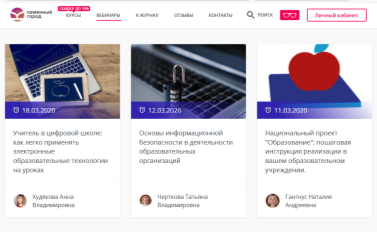 каменный
город
СКИДКИ ДО 75%
КУРСЫ
ВЕБИНАРЫ
К-ЖУРНАЛ
ОТЗЫВЫ
КОНТАКТЫ
ПОИСК
Личный кабинет
18.03.2020
12.03.2020
11.03.2020
Учитель в цифровой школе:
как легко применять
электронные
образовательные технологии
на уроках
Основы информационной
безопасности в деятельности
образовательных
организаций
Национальный проект
"Образование": пошаговая
инструкция реализации в
вашем образовательном
учреждении.
Худякова Анна
Владимировна
Черткова Татьяна
Владимировна
Гангнус Наталия
Андреевна